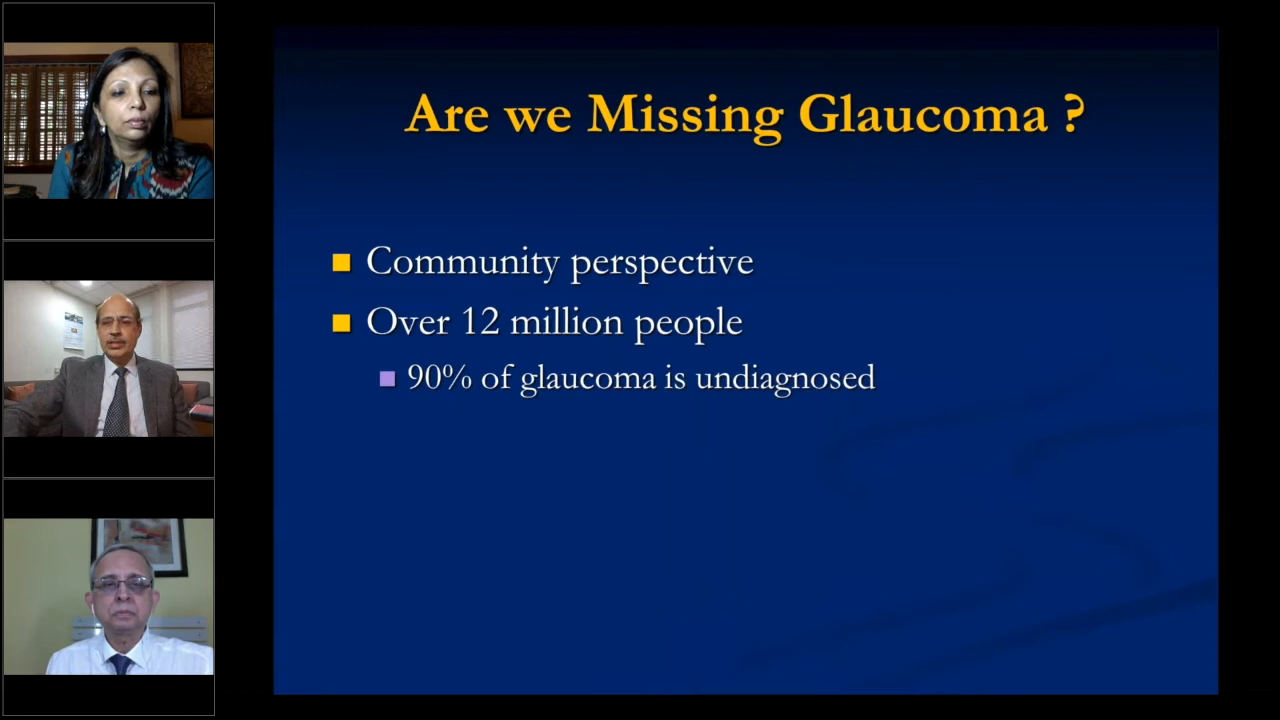 Are we Missing Glaucoma ?
Community perspective
Over 12 million people
90% of glaucoma is undiagnosed